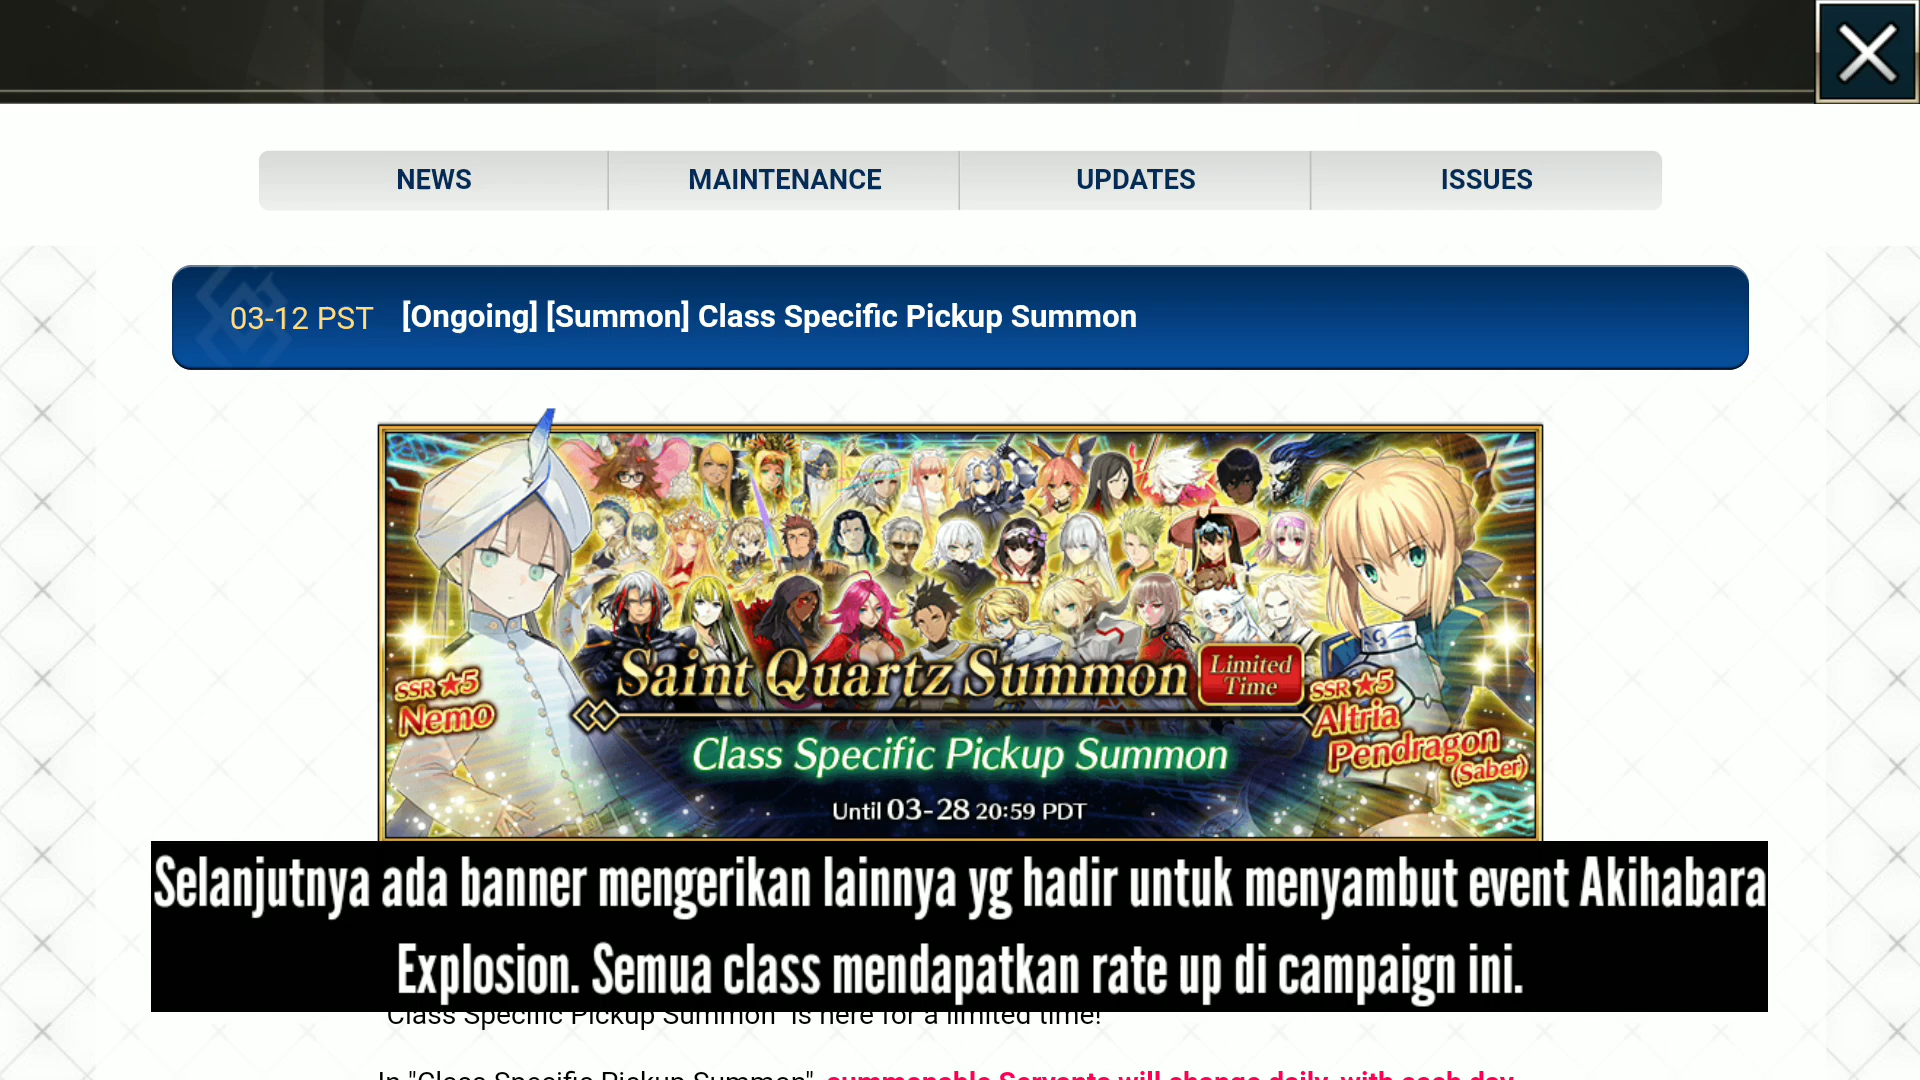 NEWS
MAINTENANCE
UPDATES
ISSUES
03-12 PST [Ongoing] [Summon] Class Specific Pickup Summon
SSR ★5
Nemo
Saint Quartz Summon
Limited
Time
SSR ★5
Altria
Pendragon
(Saber)
Class Specific Pickup Summon
Until 03-28 20:59 PDT
Selanjutnya ada banner mengerikan lainnya yg hadir untuk menyambut event Akihabara
Explosion. Semua class mendapatkan rate up di campaign ini.
"Class Specific Pickup Summon" is here for a limited time!
In "Class Specific Pickup Summon", summonable Servants will change daily, with each day